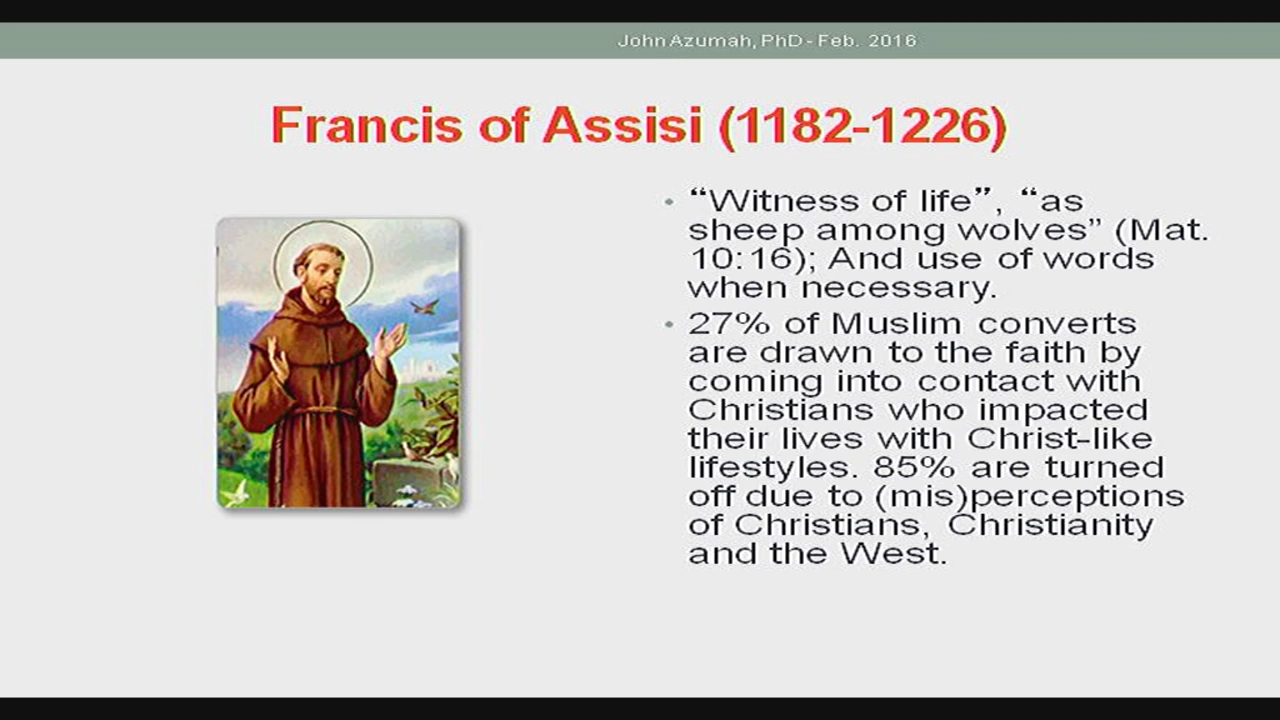 John Azumah, PhD - Feb. 2016
Francis of Assisi (1182-1226)
• “Witness of life”, “as
sheep among wolves” (Mat.
10:16); And use of words
when necessary.
• 27% of Muslim converts
are drawn to the faith by
coming into contact with
Christians who impacted
their lives with Christ-like
lifestyles. 85% are turned
off due to (mis)perceptions
of Christians, Christianity
and the West.